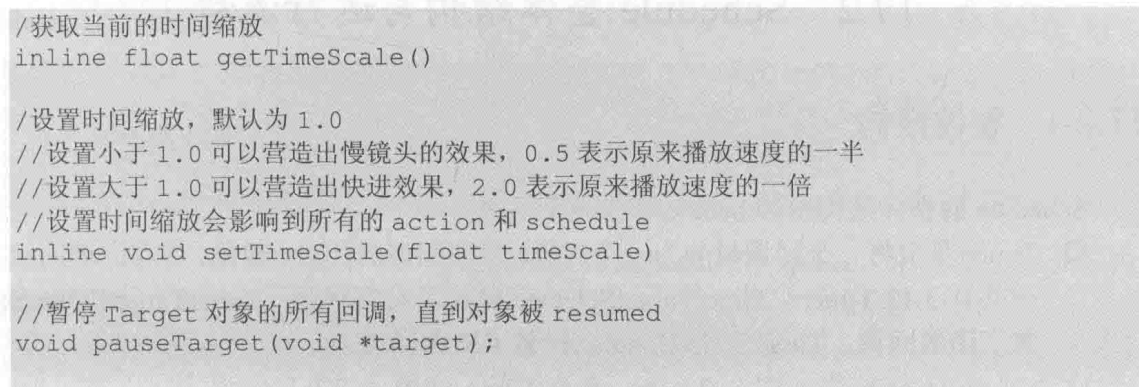 /获取当前的时间缩放
inline float getTimeScale()
/设置时间缩放，默认为 1.0
//设置小于 1.0 可以营造出慢镜头的效果，0.5 表示原来播放速度的一半
//设置大于 1.0 可以营造出快进效果，2.0 表示原来播放速度的一倍
//设置时间缩放会影响到所有的 action 和 schedule
inline void setTimeScale(float timeScale)
//暂停 Target 对象的所有回调，直到对象被 resumed
void pauseTarget(void *target);